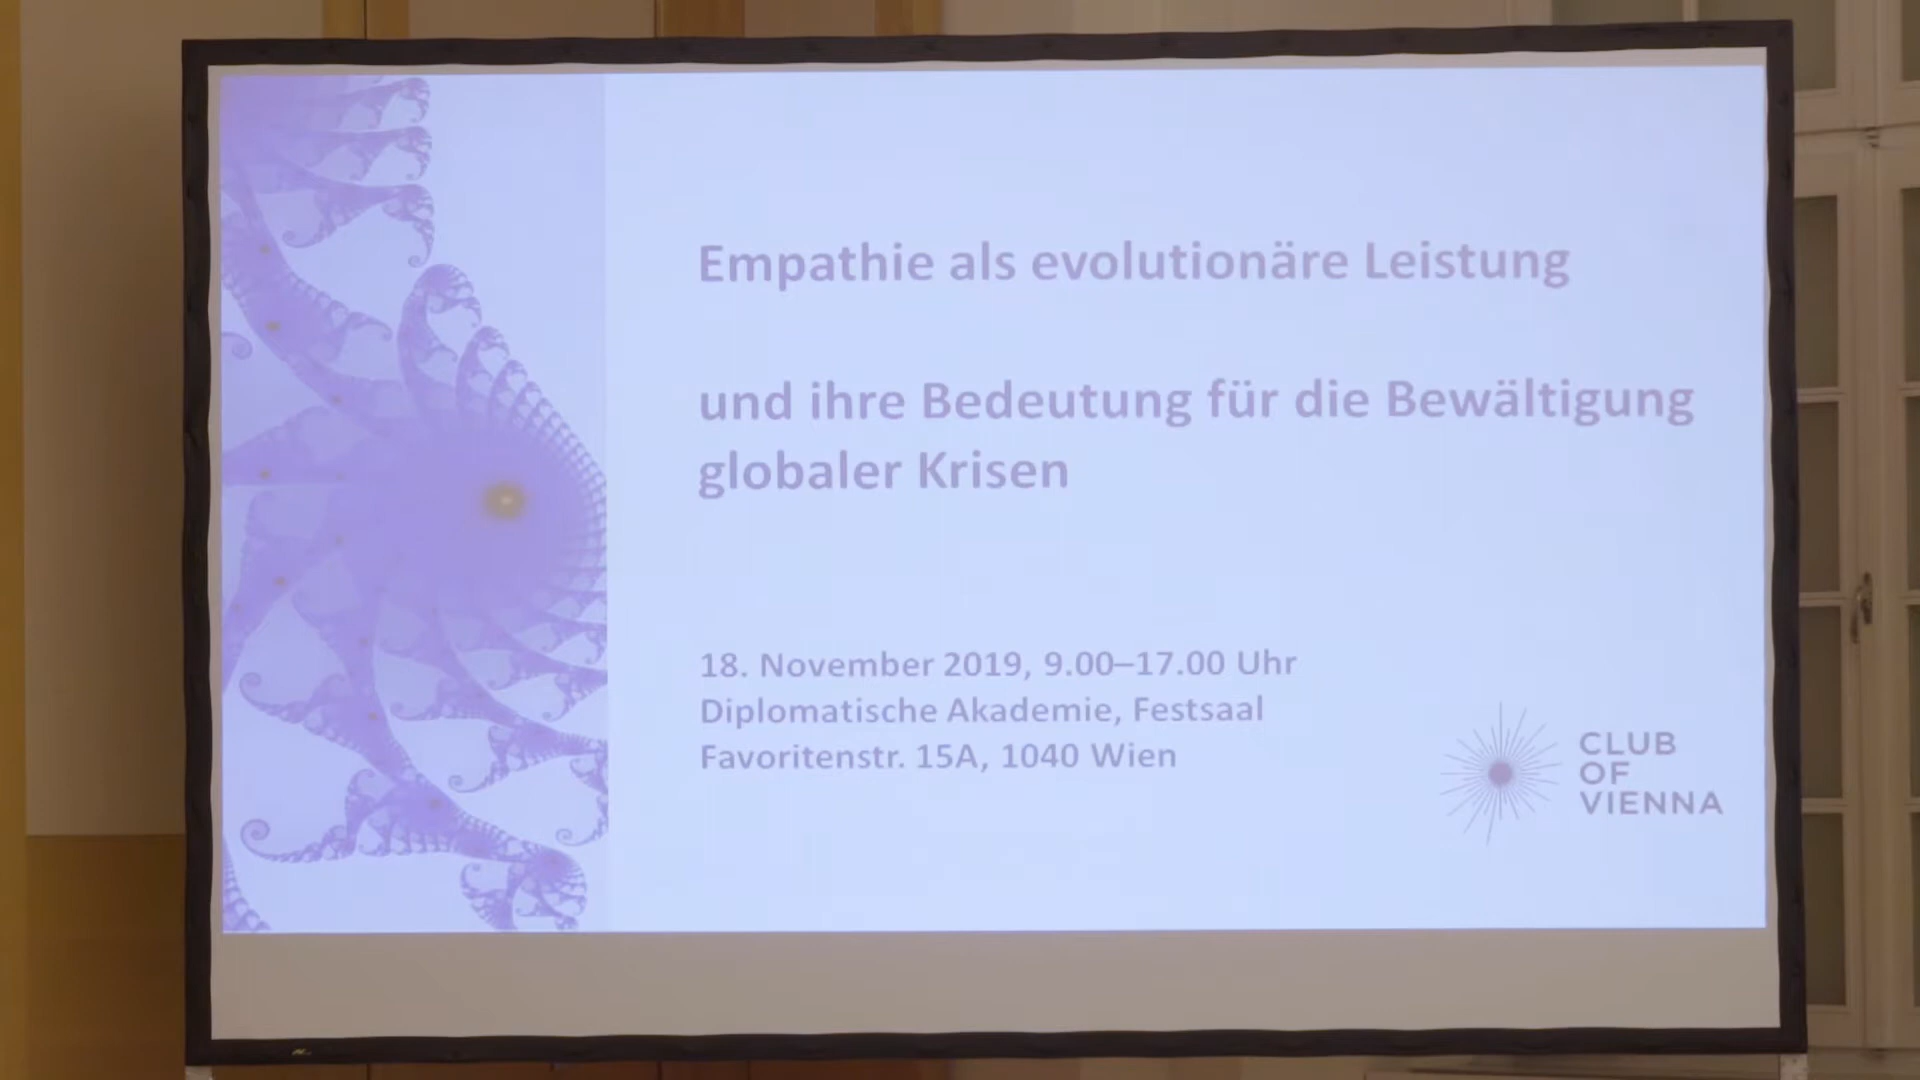 Empathie als evolutionäre Leistung
und ihre Bedeutung für die Bewältigung
globaler Krisen
18. November 2019, 9.00–17.00 Uhr
Diplomatische Akademie, Festsaal
Favoritenstr. 15A, 1040 Wien
CLUB
OF
VIENNA